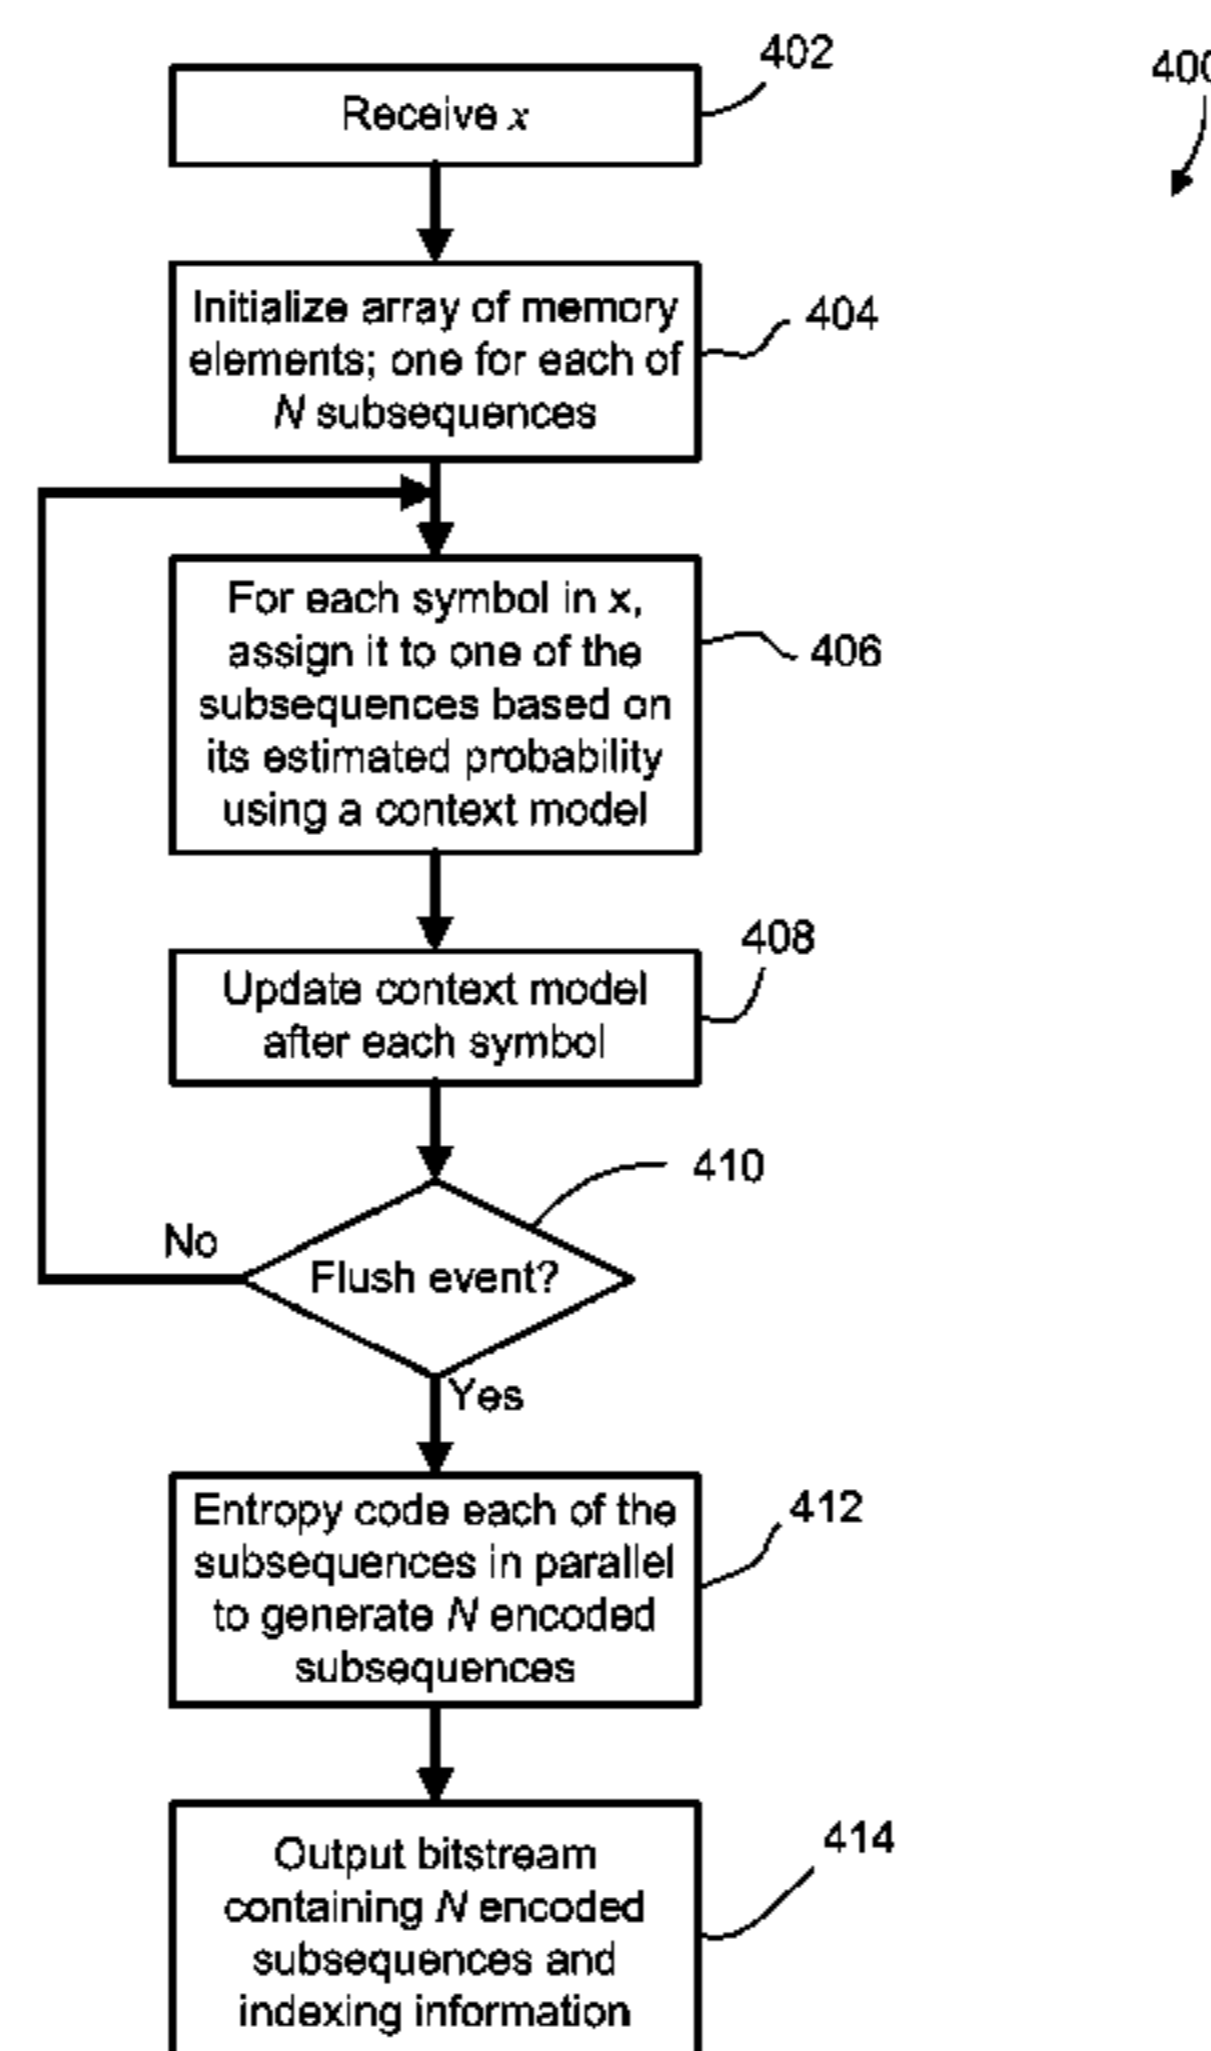 402
400
Receive x
Initialize array of memory
elements; one for each of
N subsequences
404
For each symbol in x,
assign it to one of the
subsequences based on
its estimated probability
using a context model
406
408
Update context model
after each symbol
410
No
Flush event?
Yes
Entropy code each of the
subsequences in parallel
to generate N encoded
subsequences
412
414
Output bitstream
containing N encoded
subsequences and
indexing information